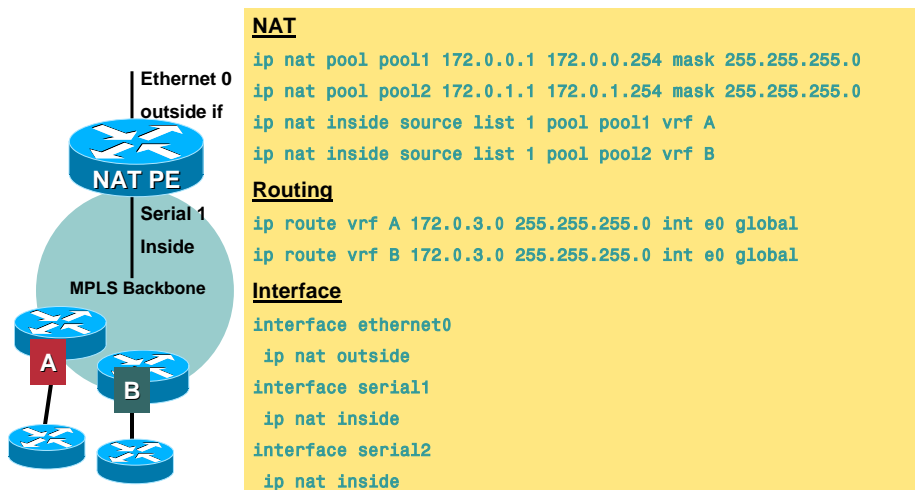 Ethernet 0
outside if
NAT PE
Serial 1
Inside
MPLS Backbone
A
B
NAT
ip nat pool pool1 172.0.0.1 172.0.0.254 mask 255.255.255.0
ip nat pool pool2 172.0.1.1 172.0.1.254 mask 255.255.255.0
ip nat inside source list 1 pool pool1 vrf A
ip nat inside source list 1 pool pool2 vrf B
Routing
ip route vrf A 172.0.3.0 255.255.255.0 int e0 global
ip route vrf B 172.0.3.0 255.255.255.0 int e0 global
Interface
interface ethernet0
ip nat outside
interface serial1
ip nat inside
interface serial2
ip nat inside